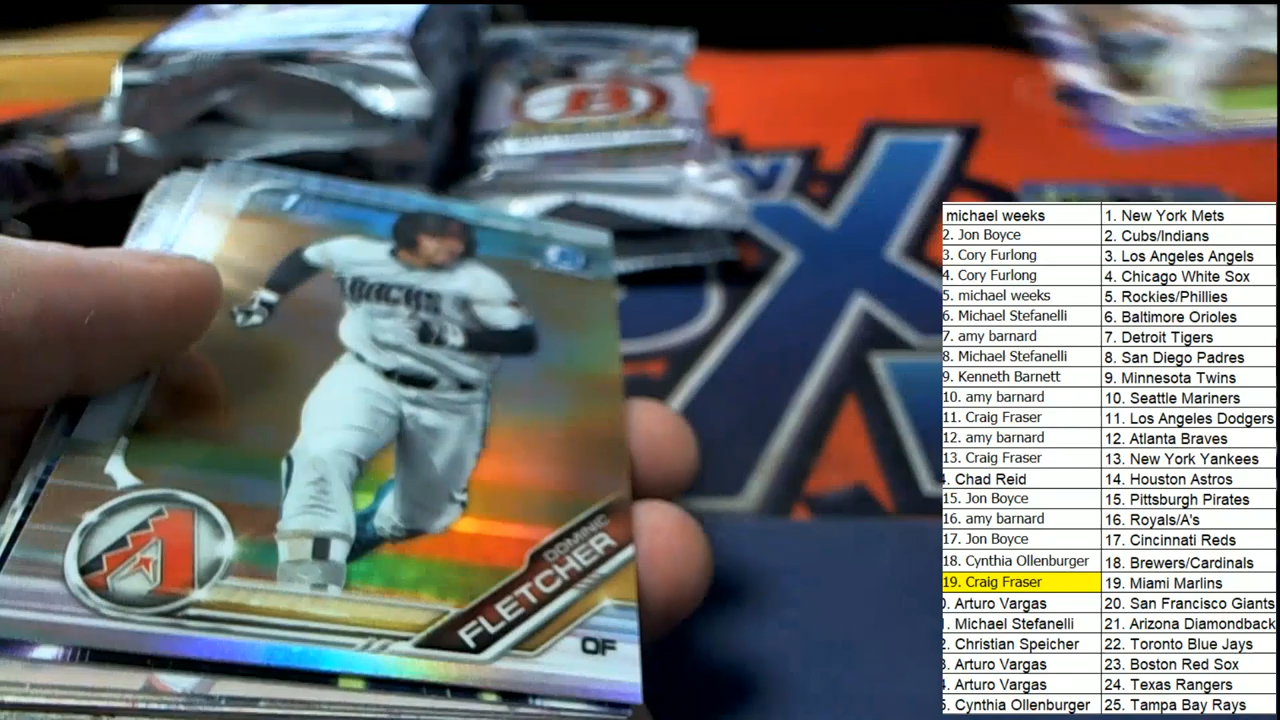 DOMINIC
FLETCHER
OF
michael weeks 1. New York Mets
2. Jon Boyce 2. Cubs/Indians
3. Cory Furlong 3. Los Angeles Angels
4. Cory Furlong 4. Chicago White Sox
5. michael weeks 5. Rockies/Phillies
6. Michael Stefanelli 6. Baltimore Orioles
7. amy barnard 7. Detroit Tigers
8. Michael Stefanelli 8. San Diego Padres
9. Kenneth Barnett 9. Minnesota Twins
10. amy barnard 10. Seattle Mariners
11. Craig Fraser 11. Los Angeles Dodgers
12. amy barnard 12. Atlanta Braves
13. Craig Fraser 13. New York Yankees
. Chad Reid 14. Houston Astros
15. Jon Boyce 15. Pittsburgh Pirates
16. amy barnard 16. Royals/A's
17. Jon Boyce 17. Cincinnati Reds
18. Cynthia Ollenburger 18. Brewers/Cardinals
19. Craig Fraser 19. Miami Marlins
. Arturo Vargas 20. San Francisco Giants
. Michael Stefanelli 21. Arizona Diamondback
. Christian Speicher 22. Toronto Blue Jays
. Arturo Vargas 23. Boston Red Sox
. Arturo Vargas 24. Texas Rangers
. Cynthia Ollenburger 25. Tampa Bay Rays